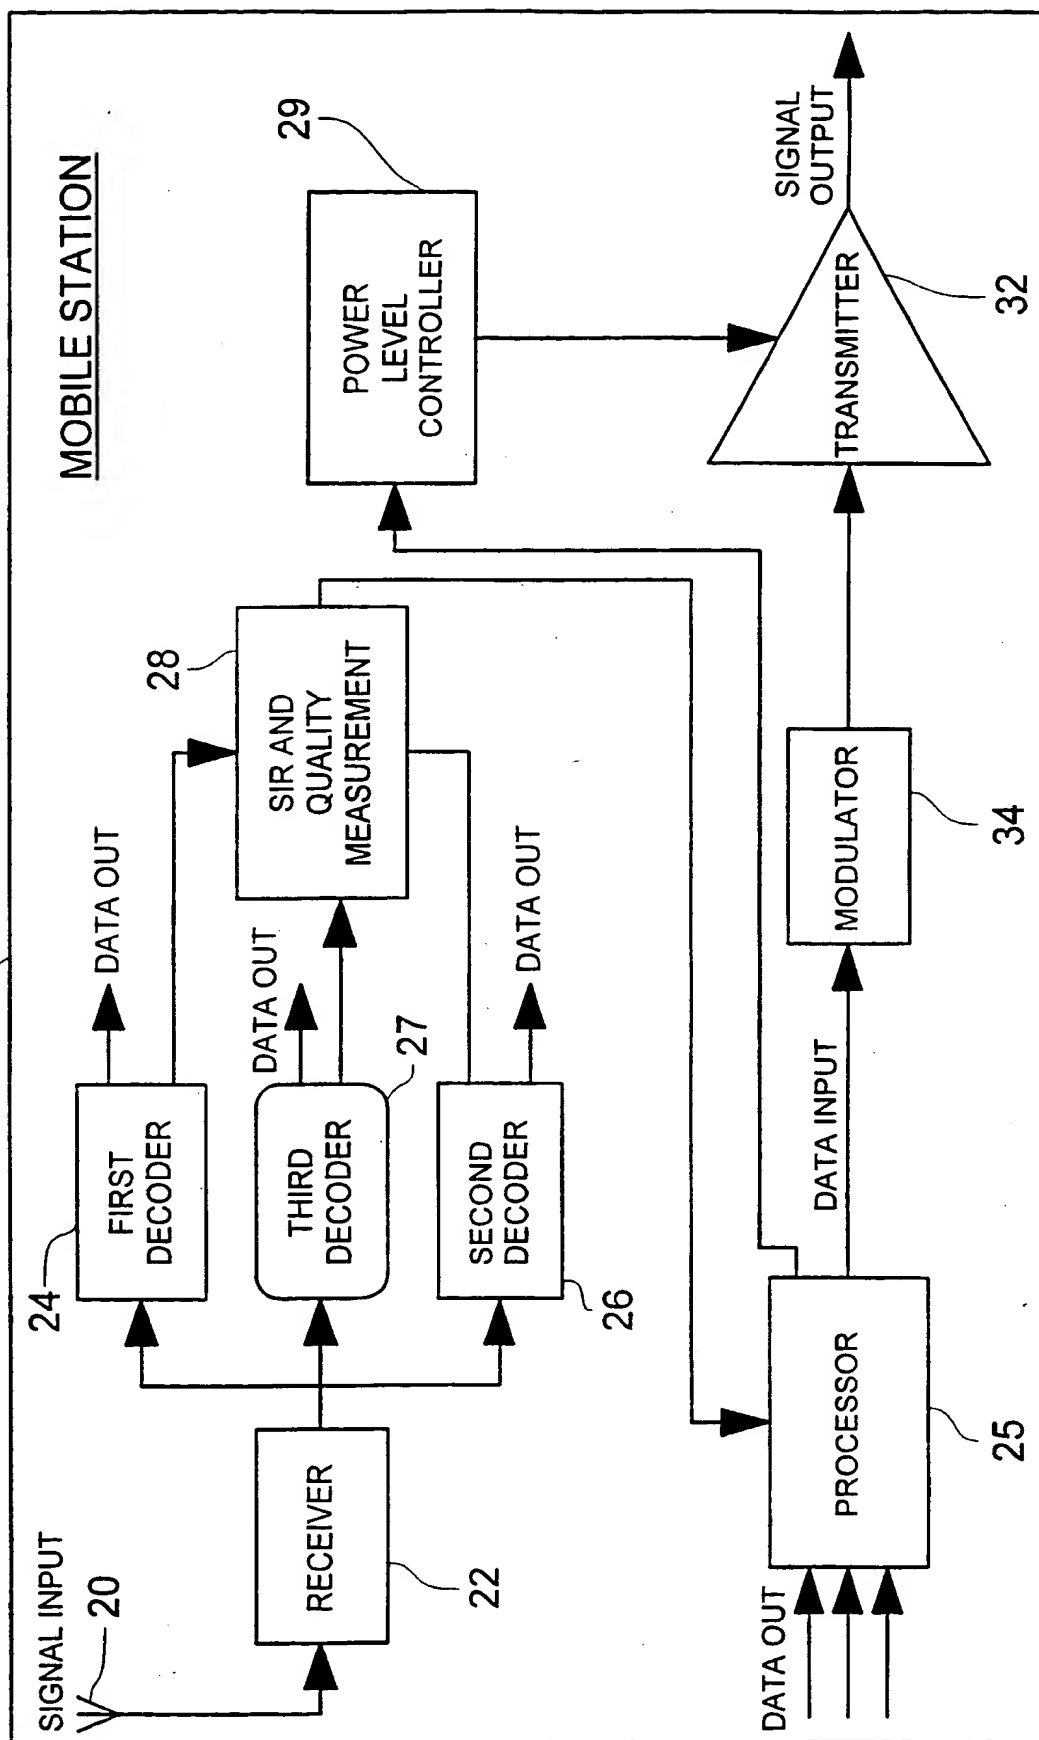 MOBILE STATION
SIGNAL INPUT
20
RECEIVER
22
24
FIRST
DECODER
DATA OUT
THIRD
DECODER
27
DATA OUT
SECOND
DECODER
26
DATA OUT
28
SIR AND
QUALITY
MEASUREMENT
29
POWER
LEVEL
CONTROLLER
DATA OUT
PROCESSOR
25
DATA INPUT
MODULATOR
34
TRANSMITTER
32
SIGNAL
OUTPUT